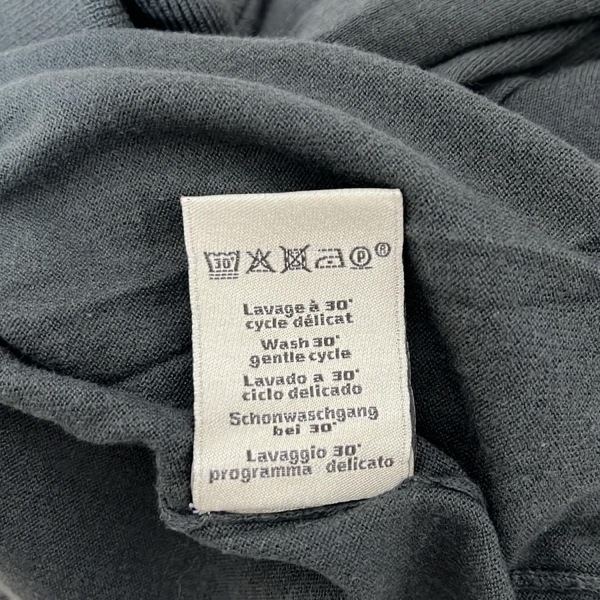 30° P ®
Lavage à 30°
cycle délicat
Wash 30°
gentle cycle
Lavado a 30°
ciclo delicado
Schonwaschgang
bei 30°
Lavaggio 30°
programma delicato